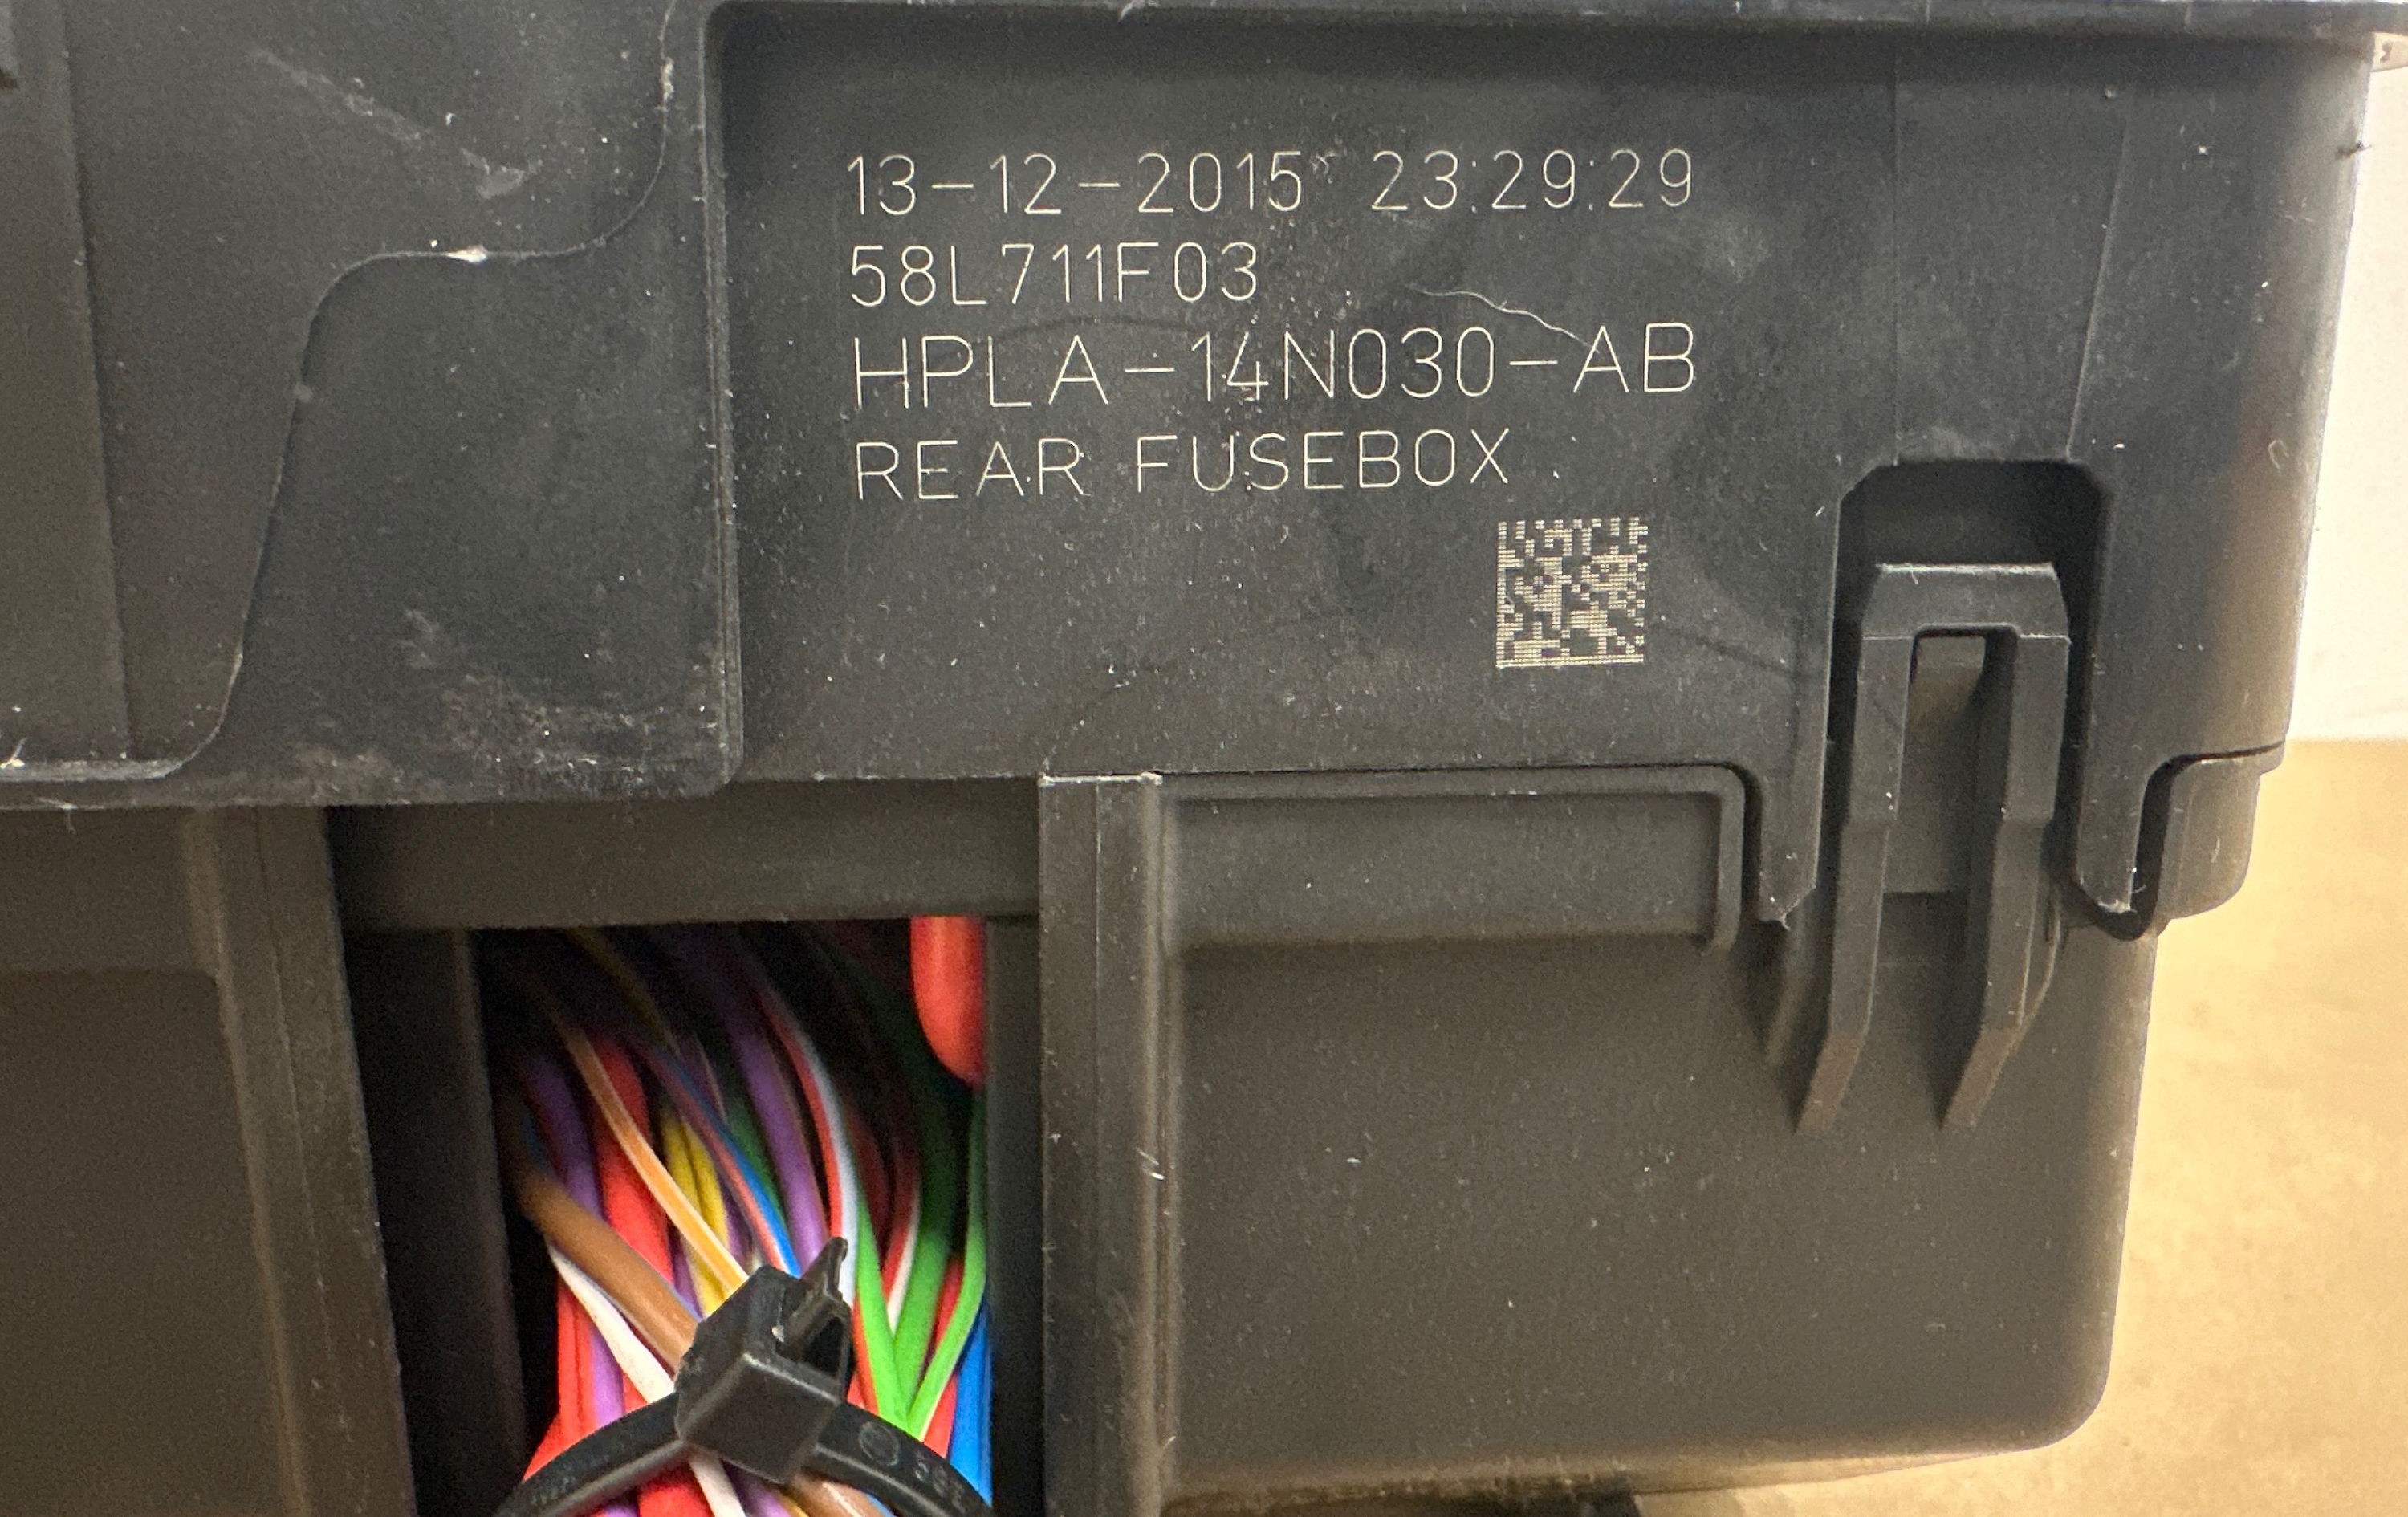 13-12-2015 23:29:29
58L711F03
HPLA-14N030-AB
REAR FUSEBOX